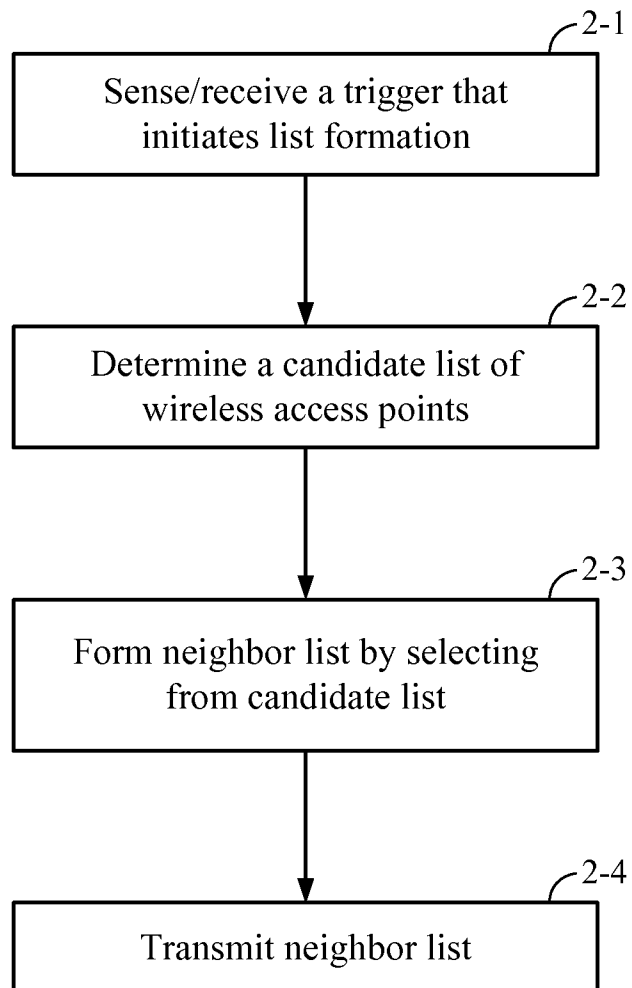 2-1
Sense/receive a trigger that
initiates list formation
2-2
Determine a candidate list of
wireless access points
2-3
Form neighbor list by selecting
from candidate list
2-4
Transmit neighbor list